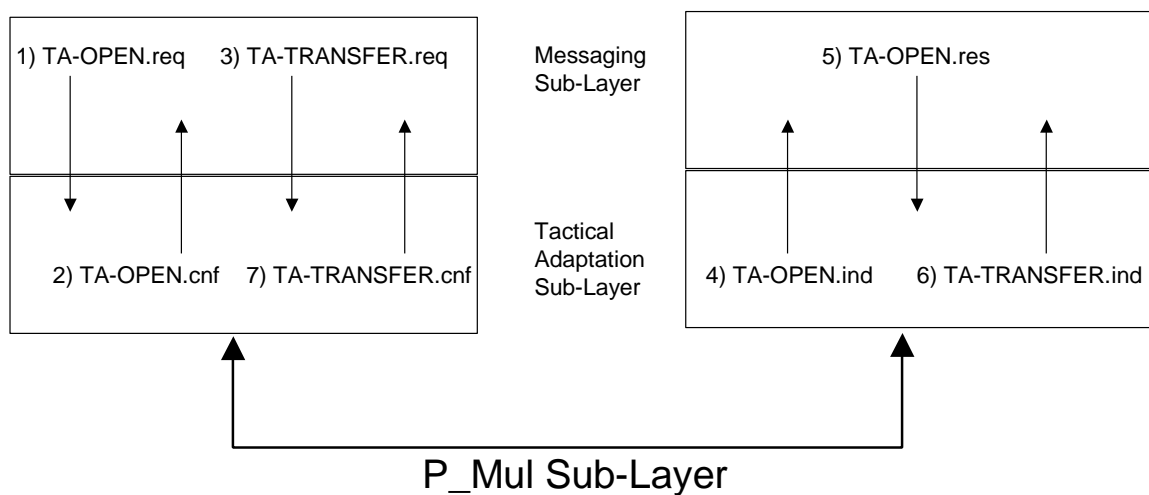 1) TA-OPEN.req 3) TA-TRANSFER.req
Messaging
Sub-Layer
5) TA-OPEN.res
2) TA-OPEN.cnf 7) TA-TRANSFER.cnf
Tactical
Adaptation
Sub-Layer
4) TA-OPEN.ind 6) TA-TRANSFER.ind
P_Mul Sub-Layer